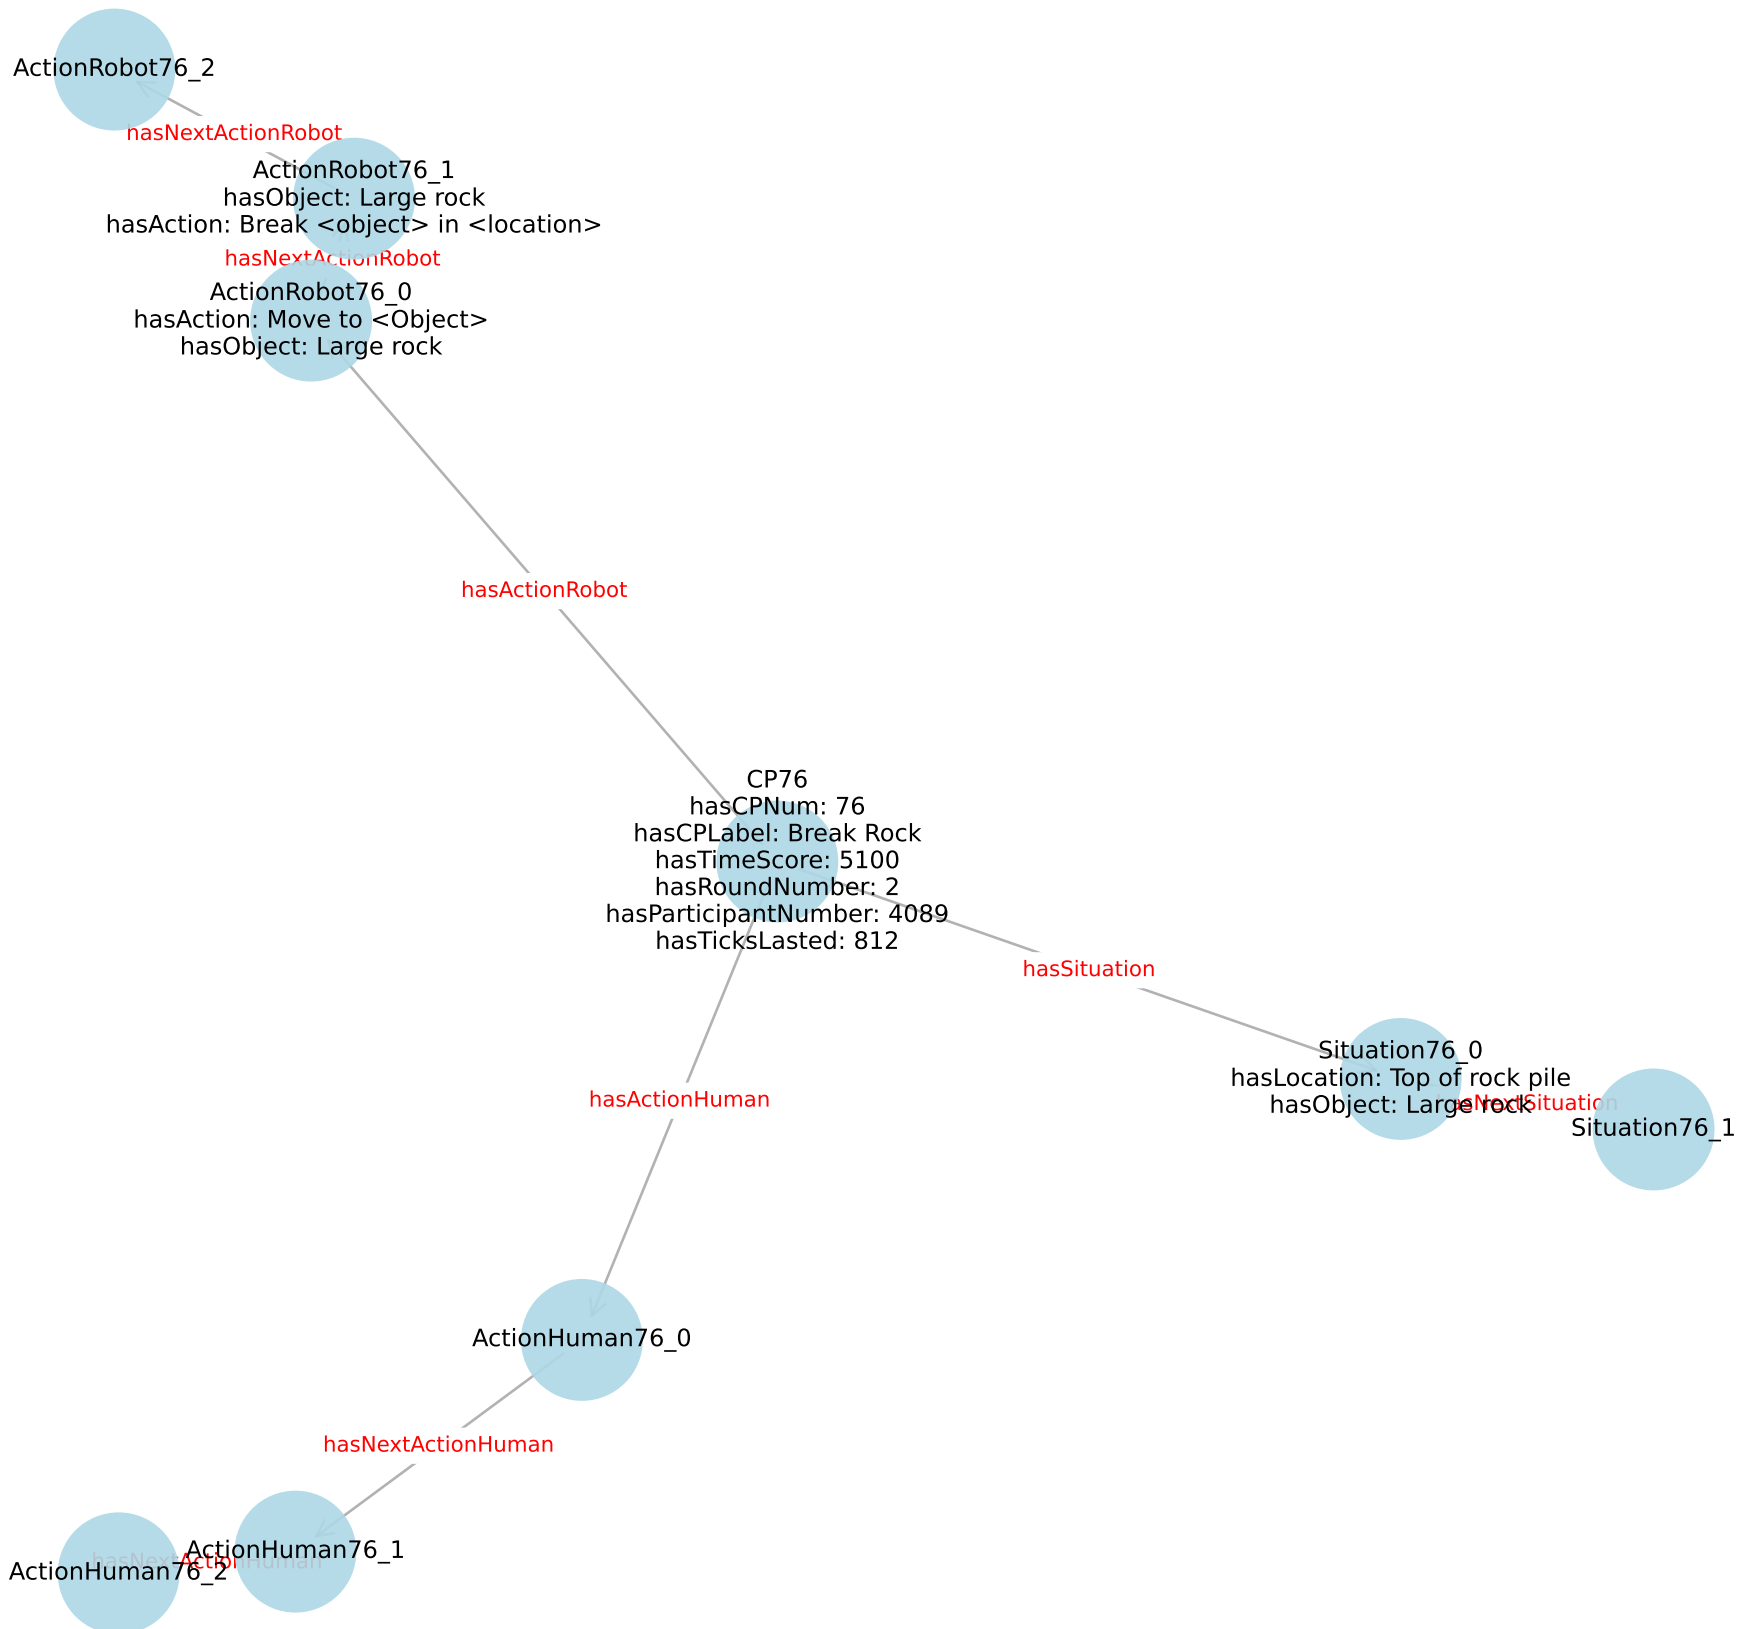 ActionRobot76_2
hasNextActionRobot
ActionRobot76_1
hasObject: Large rock
hasAction: Break <object> in <location>
hasNextActionRobot
ActionRobot76_0
hasAction: Move to <Object>
hasObject: Large rock
hasActionRobot
CP76
hasCPNum: 76
hasCPLabel: Break Rock
hasTimeScore: 5100
hasRoundNumber: 2
hasParticipantNumber: 4089
hasTicksLasted: 812
hasSituation
Situation76_0
hasLocation: Top of rock pile
hasObject: Large rock
hasNextSituation
Situation76_1
hasActionHuman
ActionHuman76_0
hasNextActionHuman
ActionHuman76_1
hasNextActionHuman
ActionHuman76_2